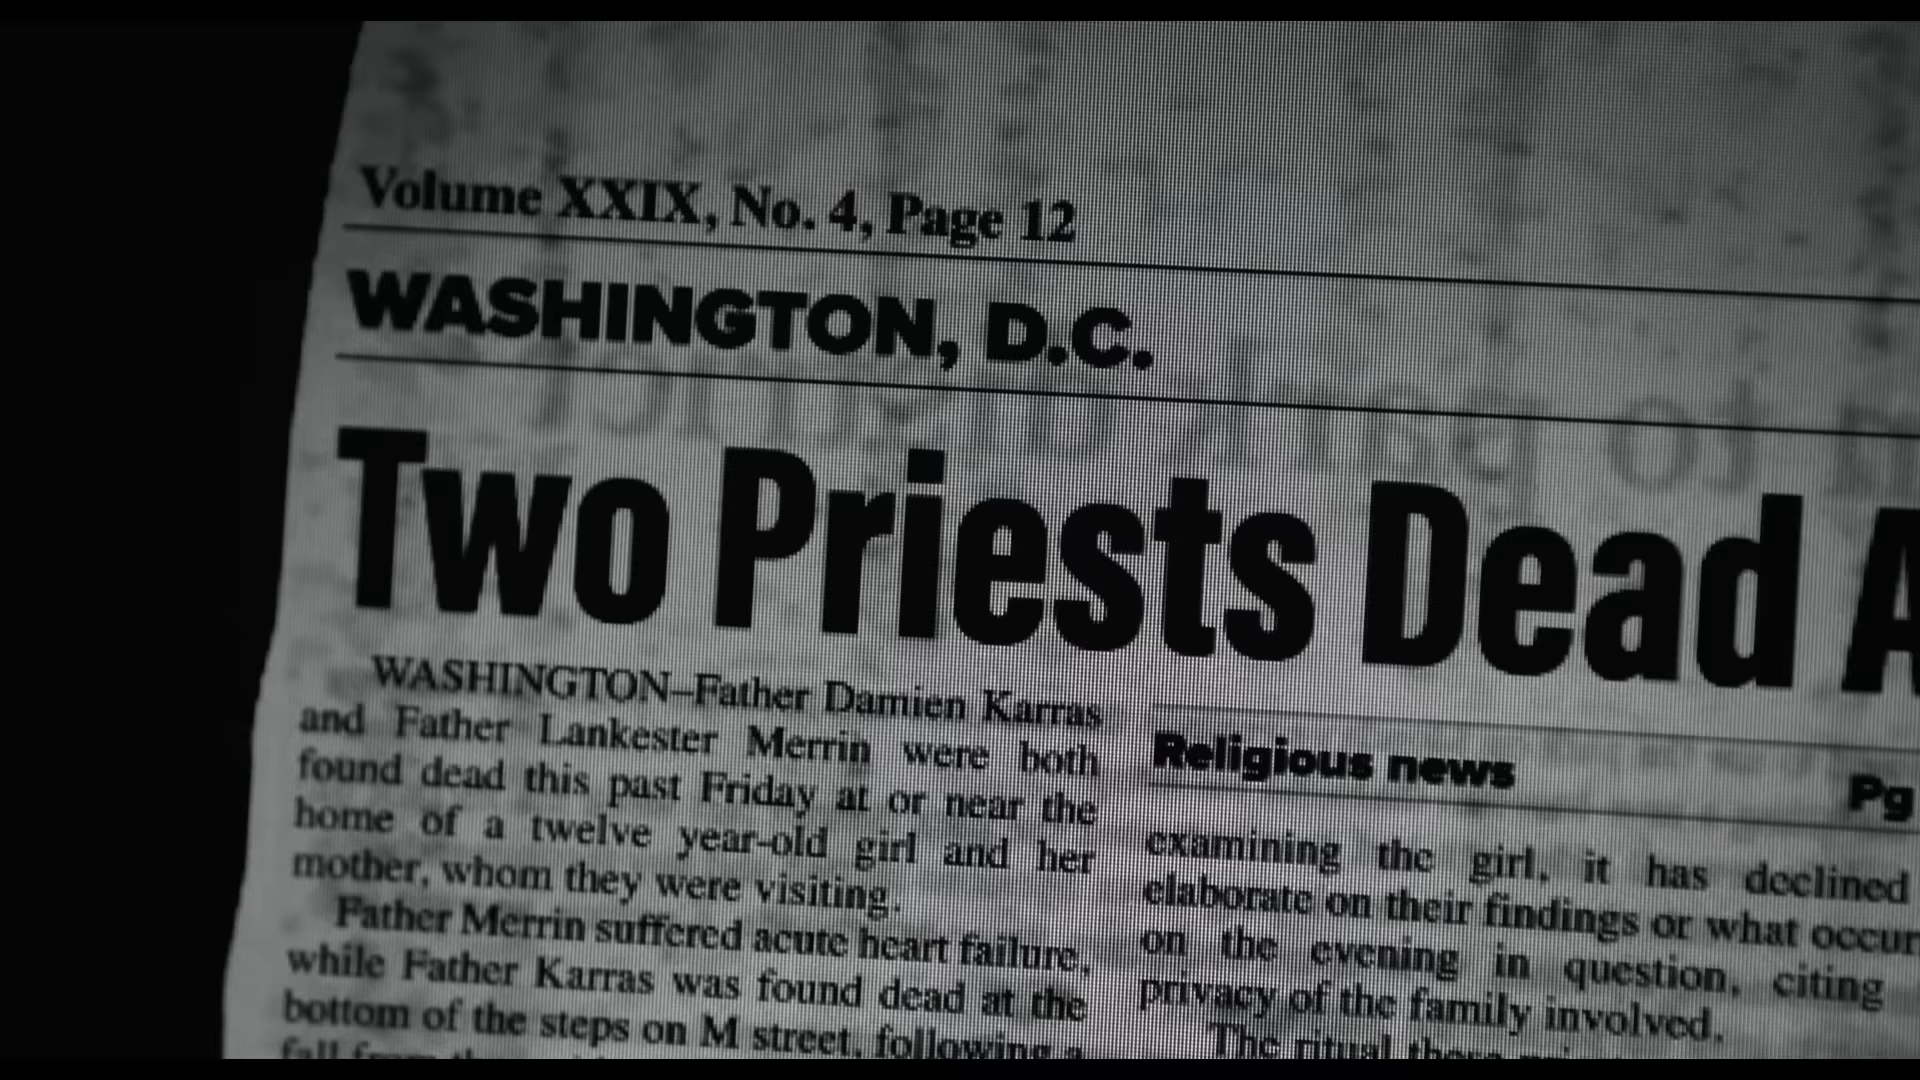 Volume XXIX, No. 4, Page 12
WASHINGTON, D.C.
Two Priests Dead
WASHINGTON–Father Damien Karras
and Father Lankester Merrin were both
found dead this past Friday at or near the
home of a twelve year-old girl and her
mother, whom they were visiting.
Father Merrin suffered acute heart failure,
while Father Karras was found dead at the
bottom of the steps on M street, following a
Religious news
Pg
examining the girl, it has declined
elaborate on their findings or what
on the evening in question, citing
privacy of the family involved.
The ritual